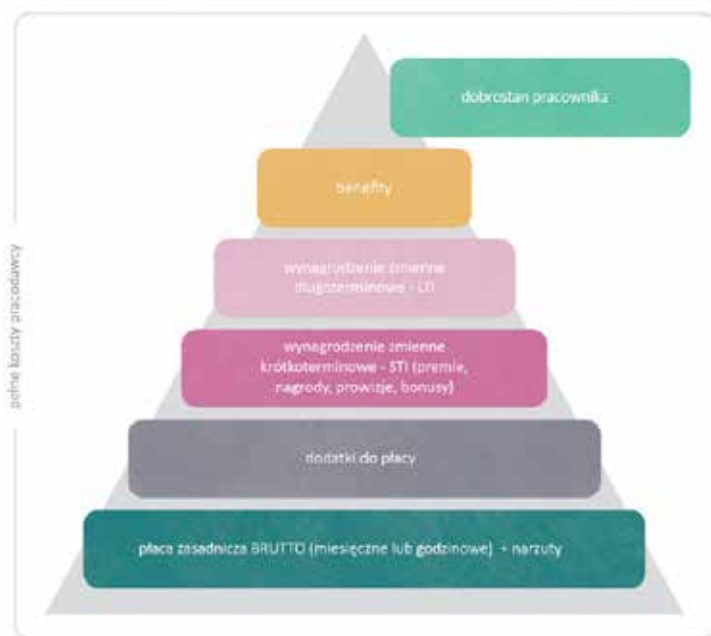 dobrostan pracownika
benefity
wynagrodzenie zmienne
długoterminowe - LTI
wynagrodzenie zmienne
krótkoterminowe - STI (premie,
nagrody, prowizje, bonusy)
dodatki do płacy
płaca zasadnicza BRUTTO (miesięczne lub godzinowe) + narzuty
pełne koszty pracodawcy